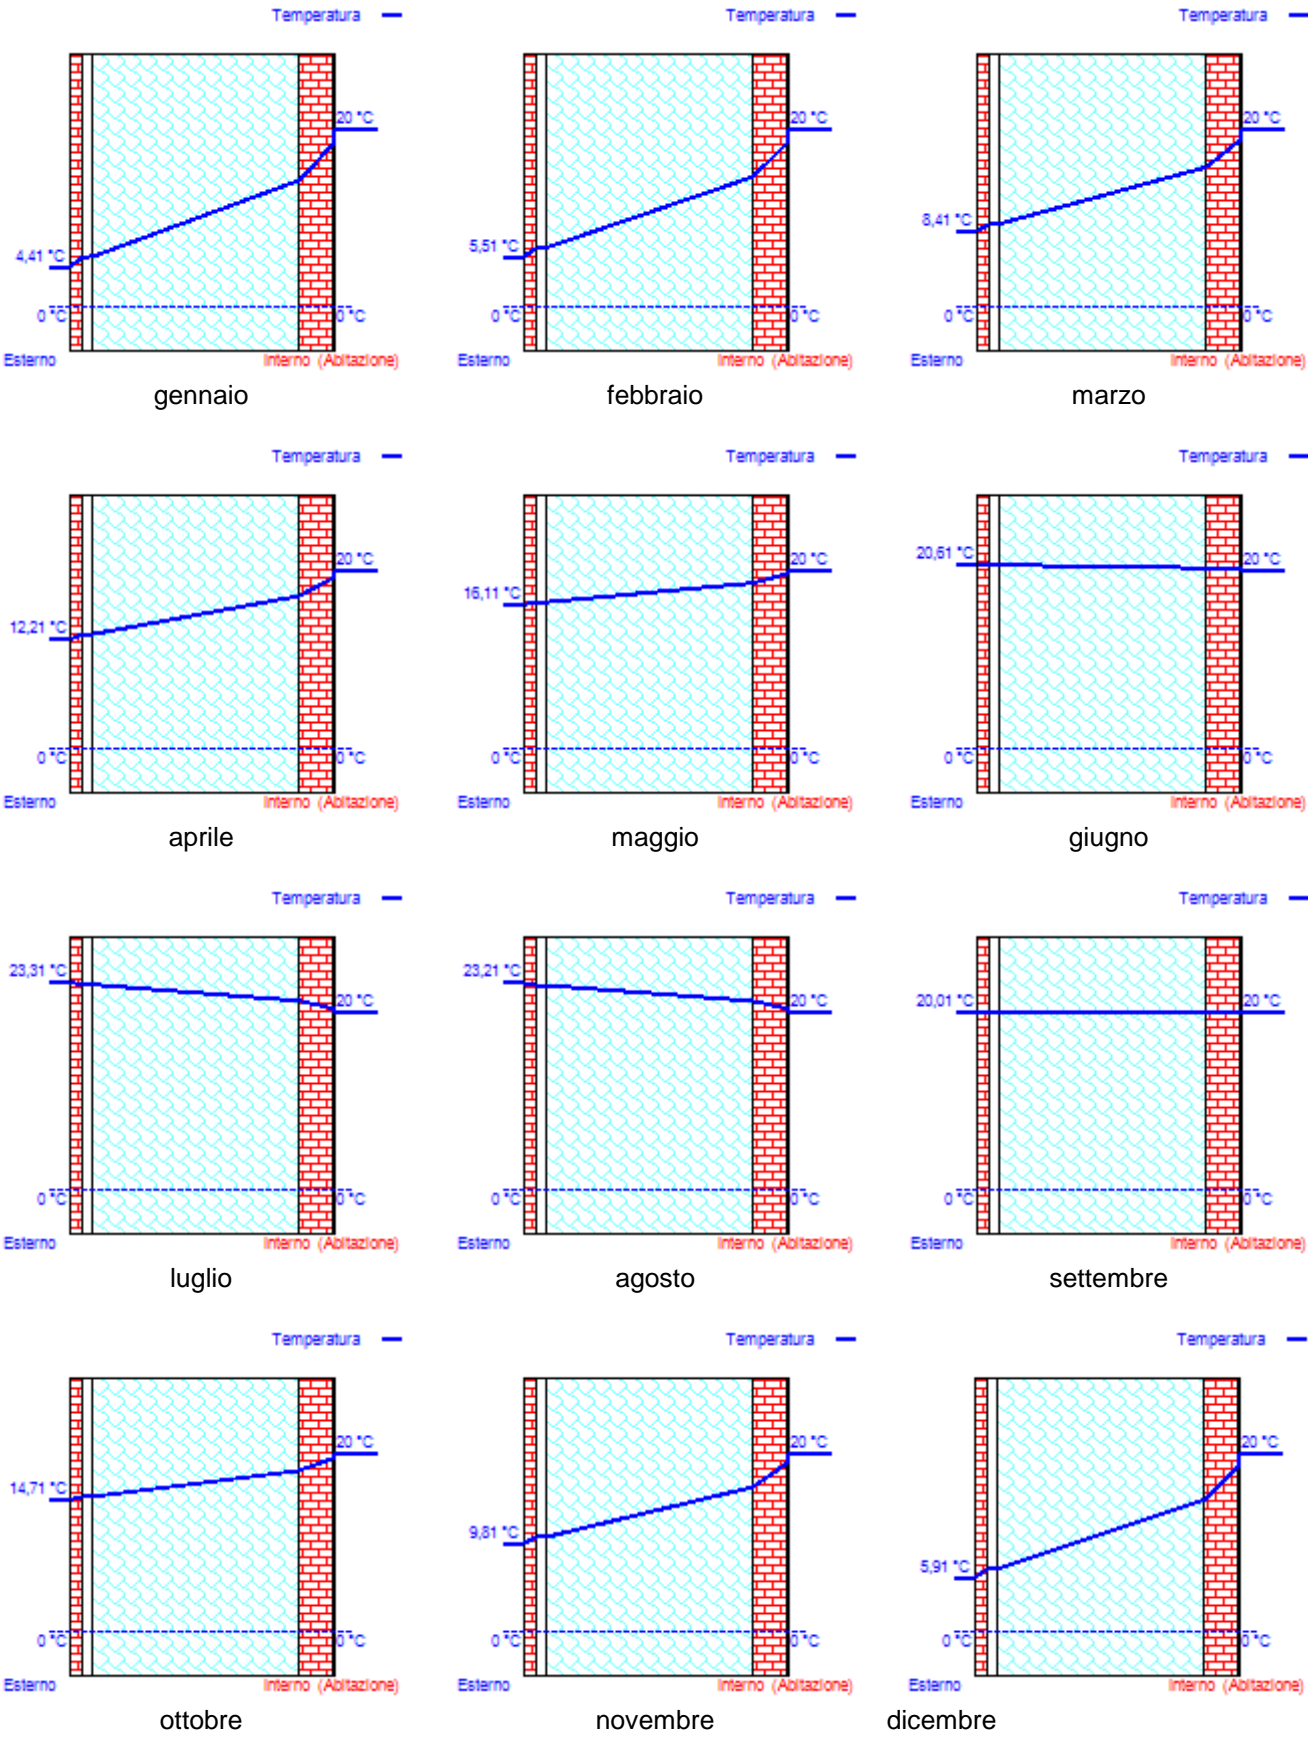 Temperatura Temperatura Temperatura
20 °C 20 °C 20 °C
4,41 °C 5,51 °C 8,41 °C
0 °C 0 °C 0 °C 0 °C 0 °C 0 °C
Esterno Interno (Abitazione) Esterno Interno (Abitazione) Esterno Interno (Abitazione)
gennaio febbraio marzo
Temperatura Temperatura Temperatura
20 °C 20 °C 20 °C
12,21 °C 16,11 °C 20,61 °C
0 °C 0 °C 0 °C 0 °C 0 °C 0 °C
Esterno Interno (Abitazione) Esterno Interno (Abitazione) Esterno Interno (Abitazione)
aprile maggio giugno
Temperatura Temperatura Temperatura
23,31 °C 23,21 °C 20,01 °C
20 °C 20 °C 20 °C
0 °C 0 °C 0 °C 0 °C 0 °C 0 °C
Esterno Interno (Abitazione) Esterno Interno (Abitazione) Esterno Interno (Abitazione)
luglio agosto settembre
Temperatura Temperatura Temperatura
20 °C 20 °C 20 °C
14,71 °C 9,81 °C 5,91 °C
0 °C 0 °C 0 °C 0 °C 0 °C 0 °C
Esterno Interno (Abitazione) Esterno Interno (Abitazione) Esterno Interno (Abitazione)
ottobre novembre dicembre